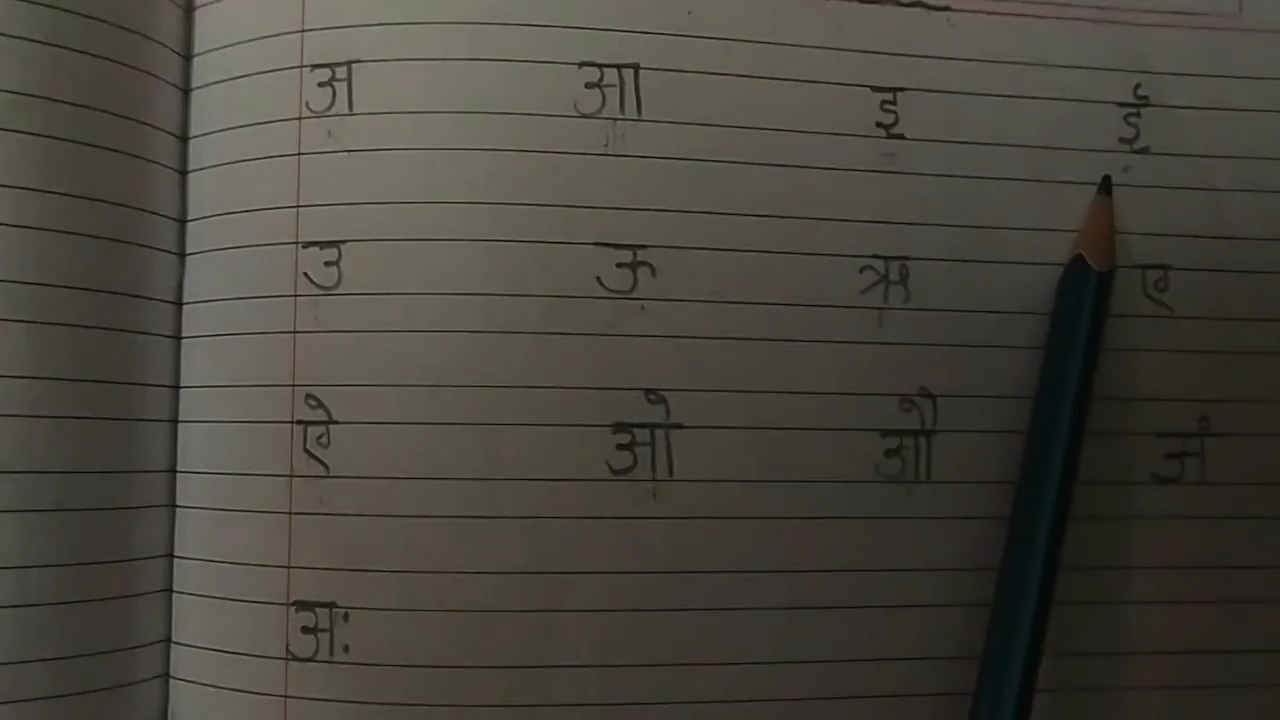 अ आ इ ई
उ ऊ ऋ ए
ऐ ओ औ अं
अः